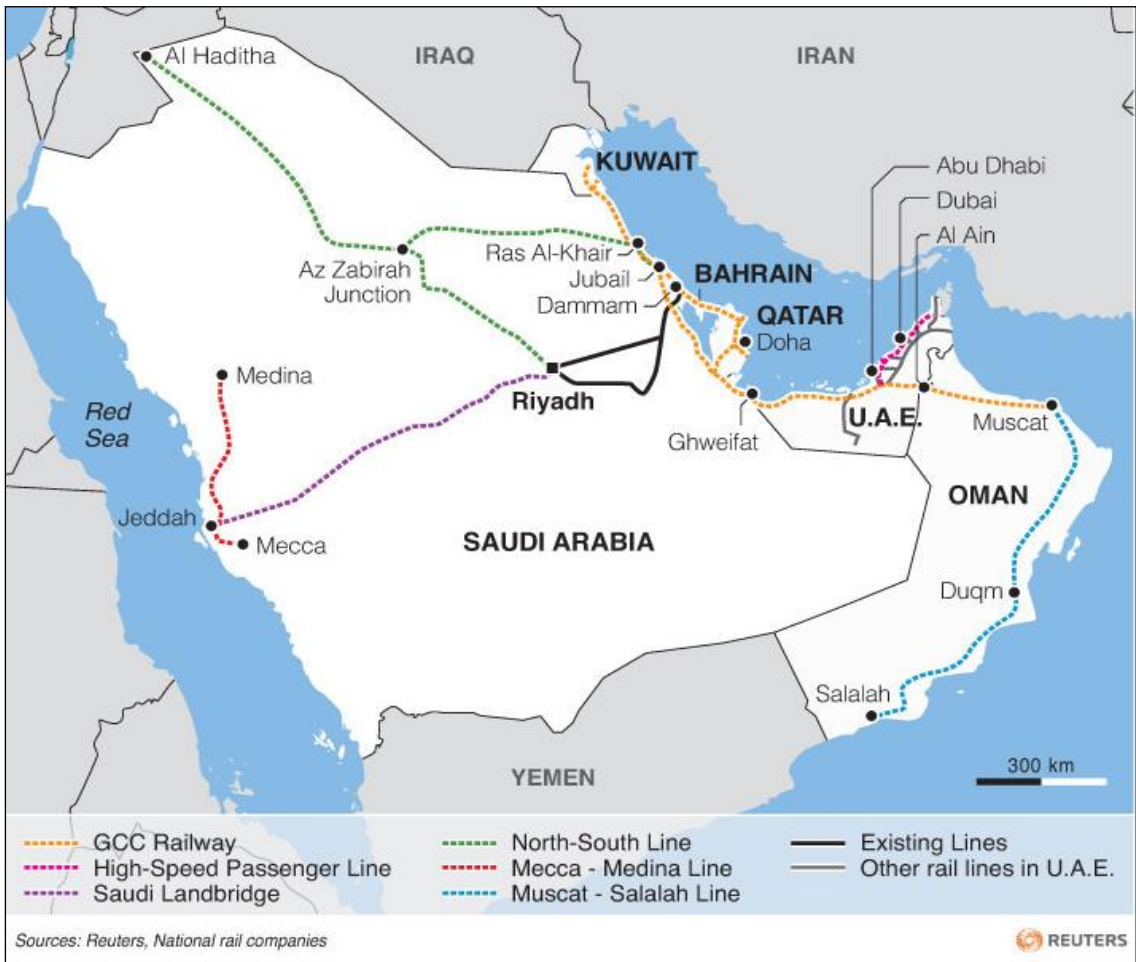 Al Haditha
IRAQ
IRAN
KUWAIT
Abu Dhabi
Dubai
Al Ain
Ras Al-Khair
Az Zabirah
Junction
Jubail
BAHRAIN
Dammam
QATAR
Doha
Medina
Riyadh
Red
Sea
Ghweifat
U.A.E.
Muscat
OMAN
Jeddah
Mecca
SAUDI ARABIA
Duqm
Salalah
YEMEN
300 km
GCC Railway
High-Speed Passenger Line
Saudi Landbridge
North-South Line
Mecca - Medina Line
Muscat - Salalah Line
Existing Lines
Other rail lines in U.A.E.
Sources: Reuters, National rail companies
REUTERS